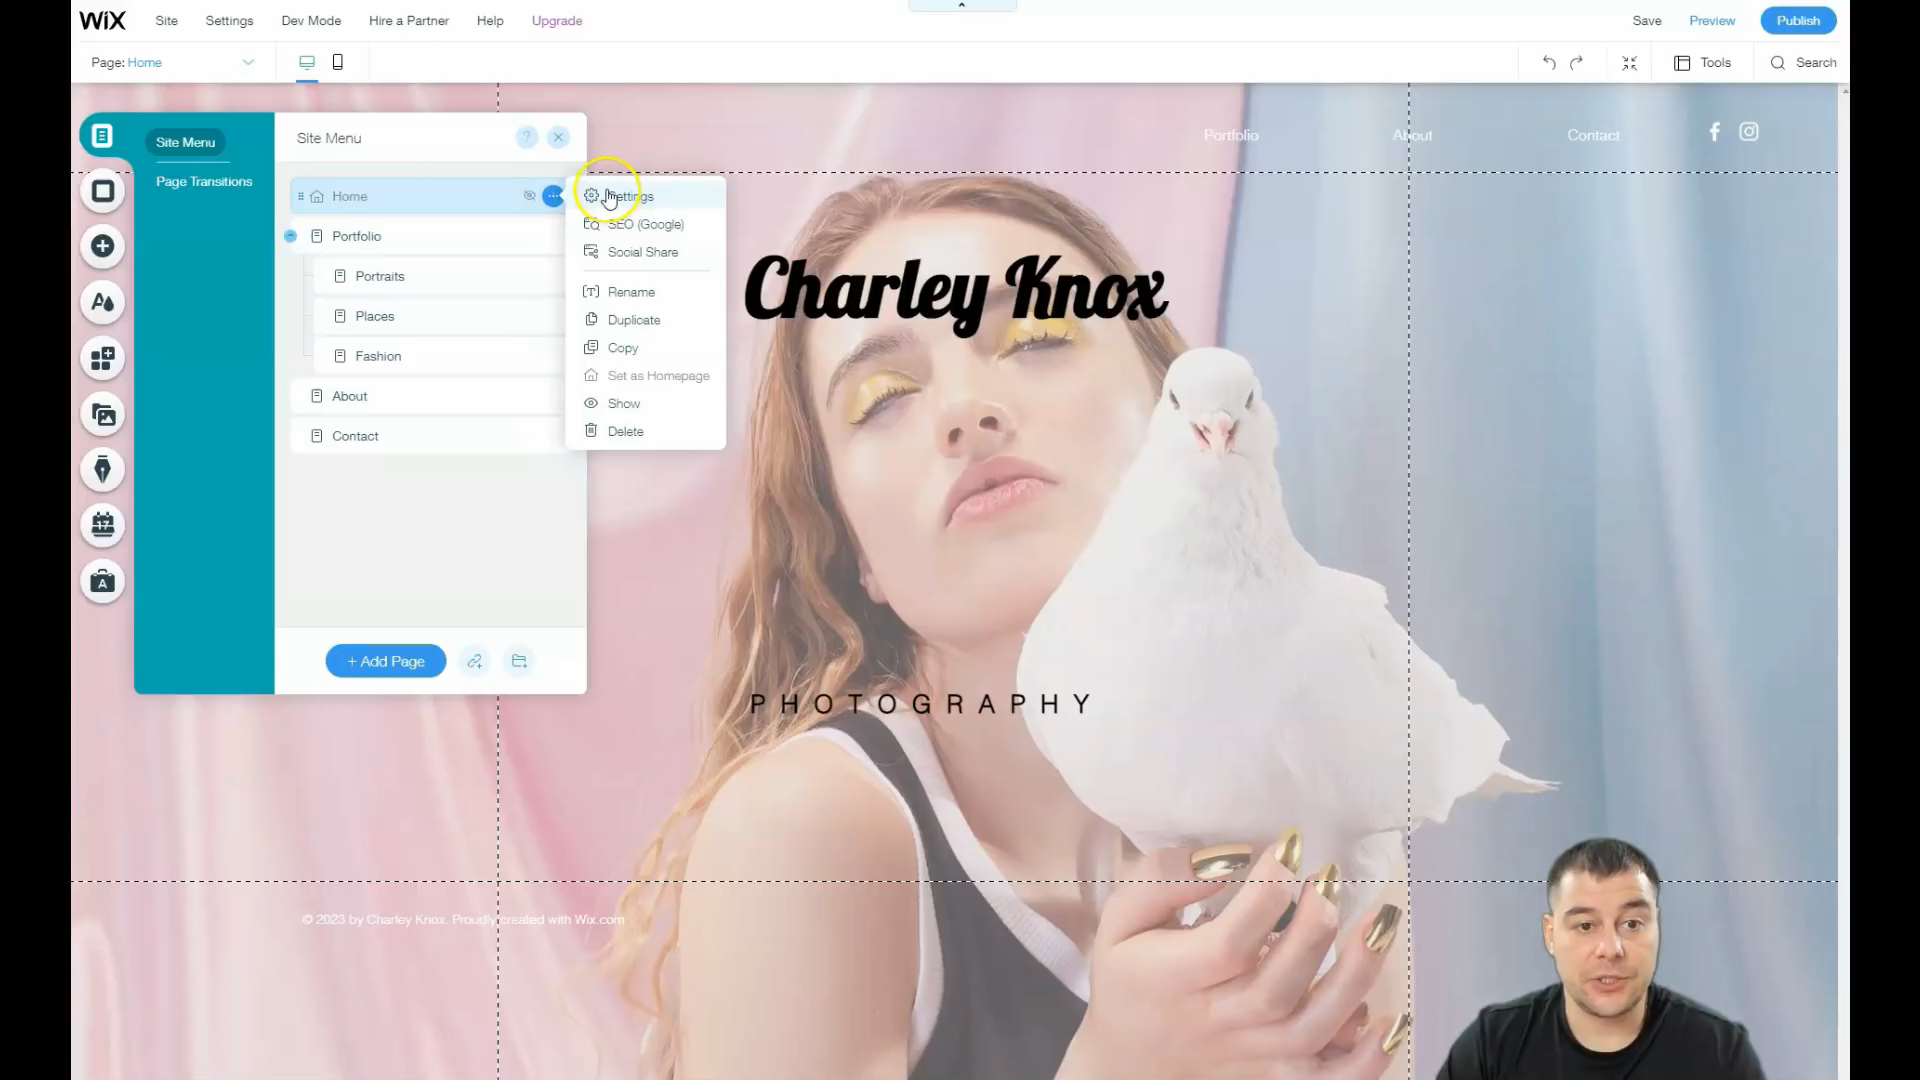 WiX Site Settings Dev Mode Hire a Partner Help Upgrade Save Preview Publish
Page: Home Tools Search
Site Menu
Page Transitions
Site Menu ?
Home
Portfolio
Portraits
Places
Fashion
About
Contact
+ Add Page
Settings
SEO (Google)
Social Share
Rename
Duplicate
Copy
Set as Homepage
Show
Delete
Portfolio About Contact
Charley Knox
PHOTOGRAPHY
© 2023 by Charley Knox. Proudly created with Wix.com
17
A